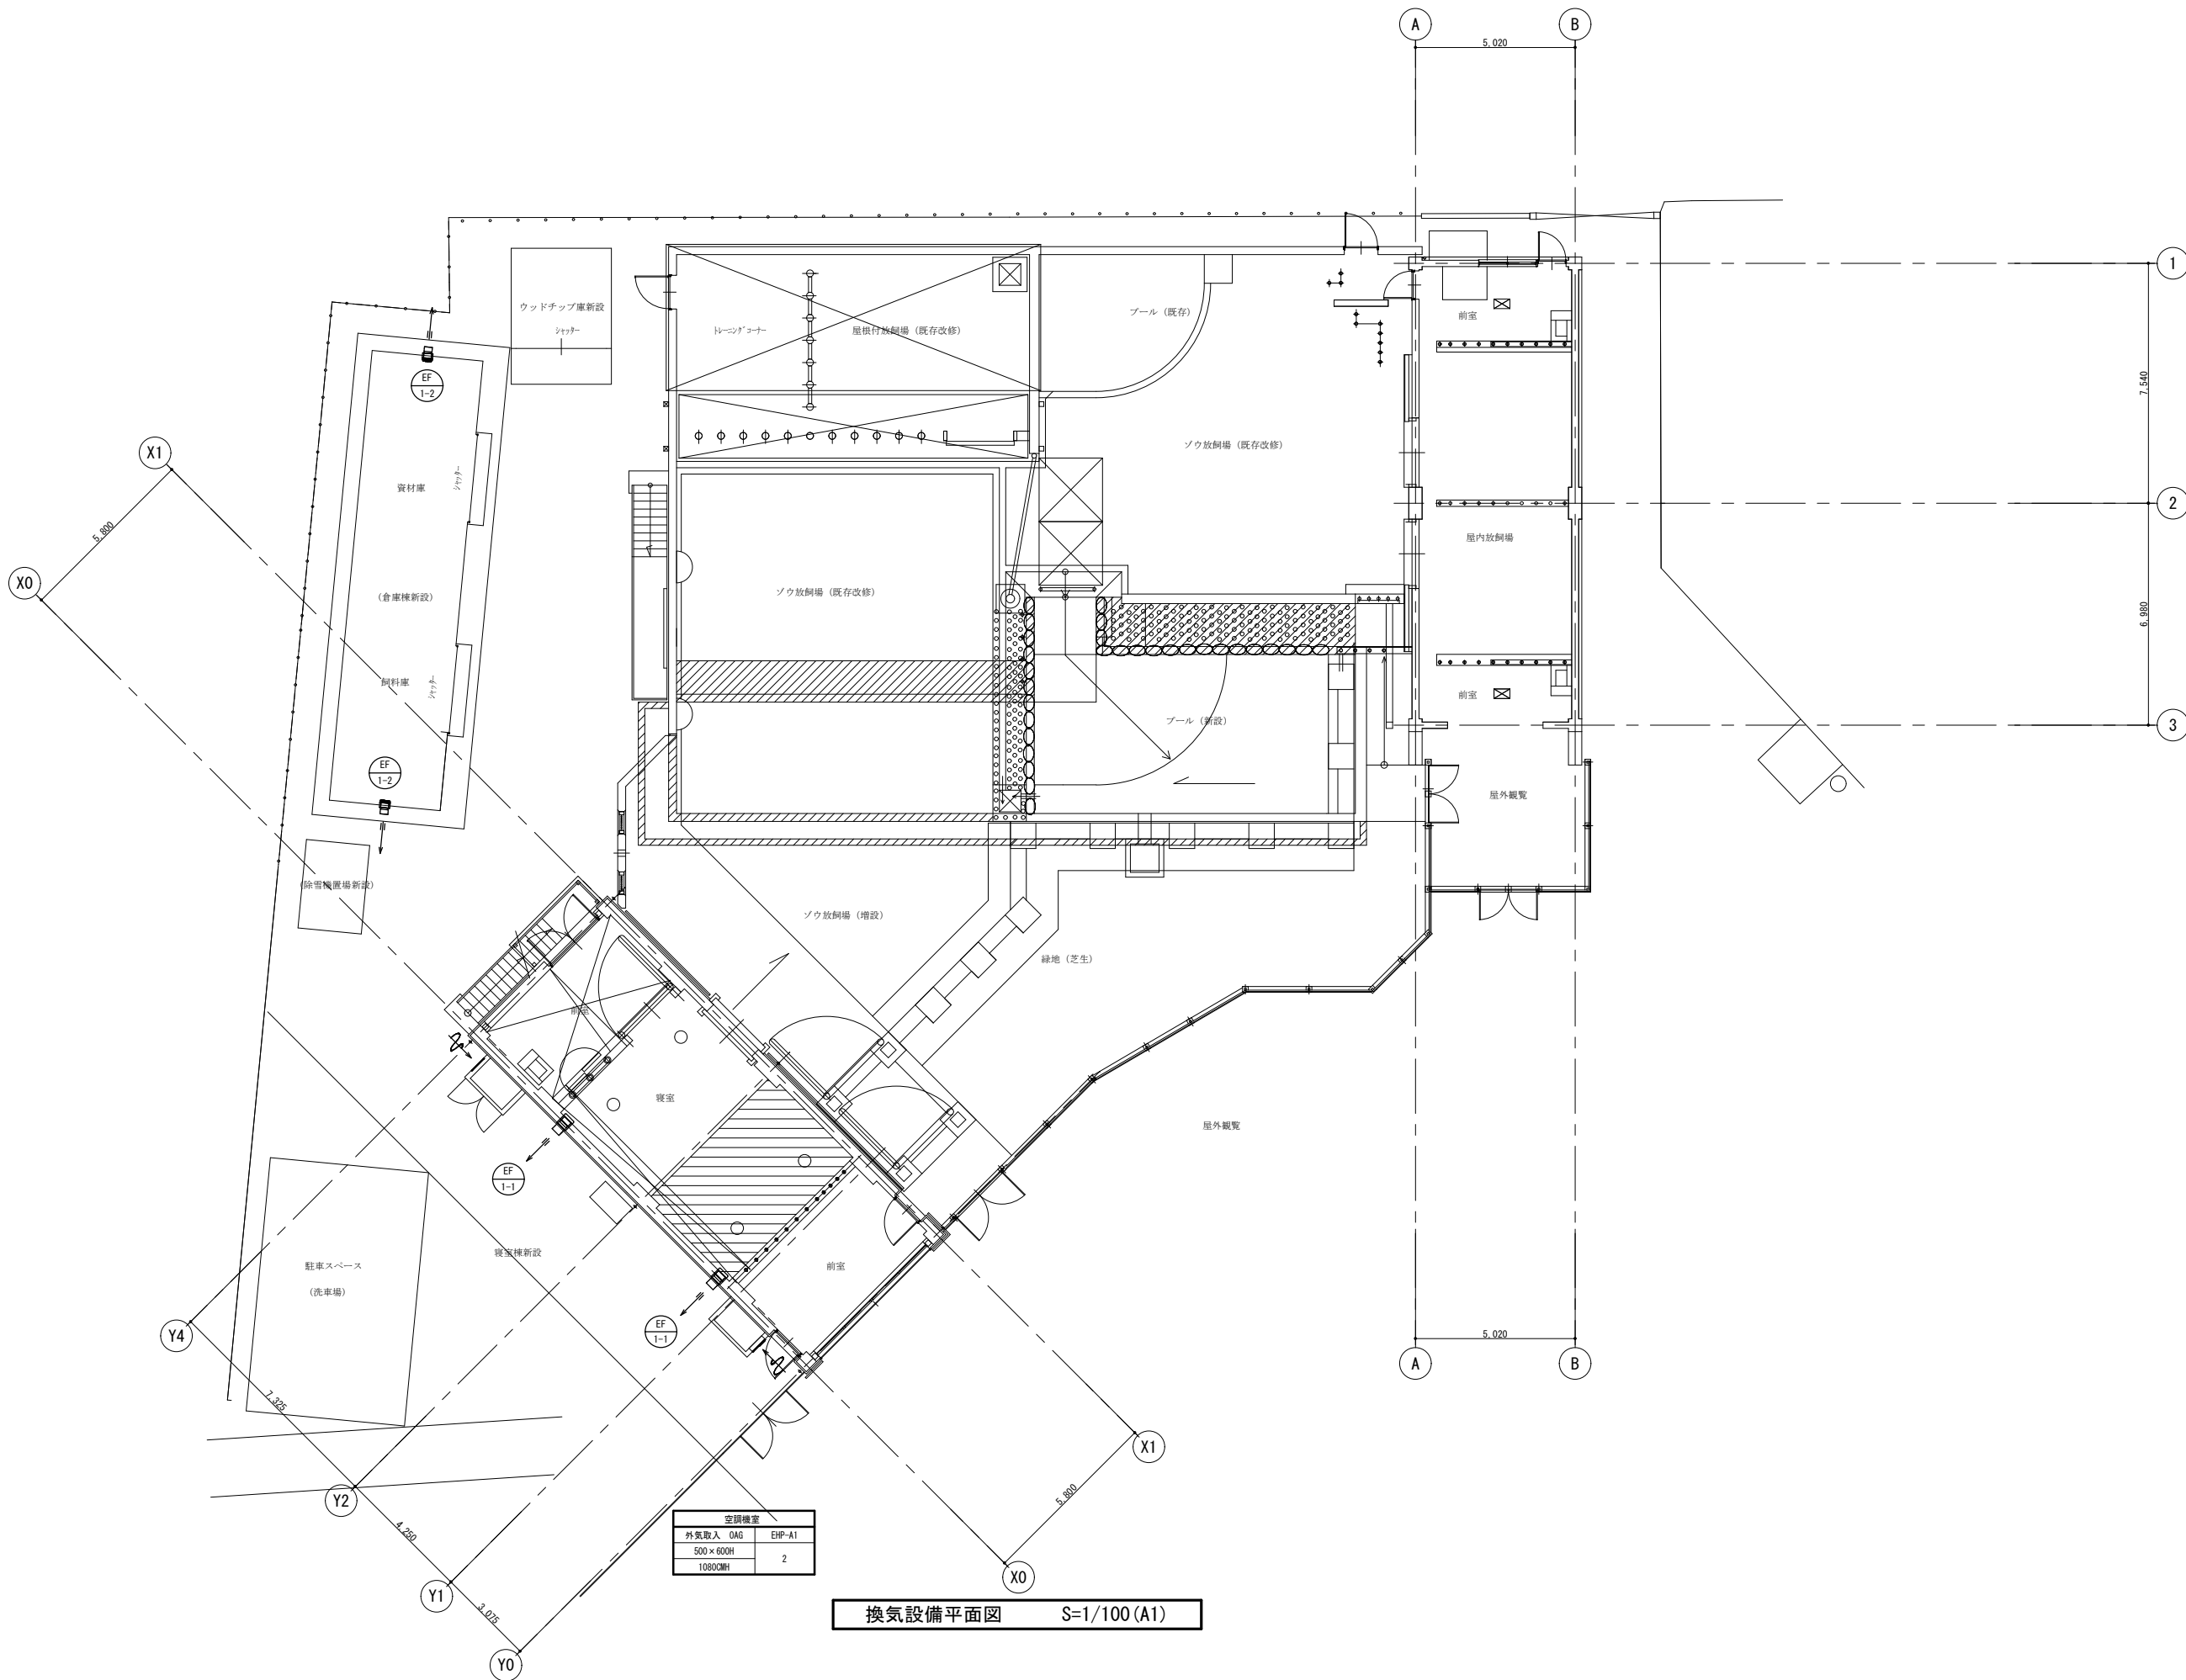 A
B
5,020
1
ウッドチップ庫新設
シャッター
トレーニングコーナー
屋根付放飼場（既存改修）
プール（既存）
前室
EF
1-2
7,540
X1
ゾウ放飼場（既存改修）
資材庫
シャッター
2
5,800
屋内放飼場
X0
ゾウ放飼場（既存改修）
(倉庫棟新設)
6,980
飼料庫
シャッター
前室
プール（新設）
3
EF
1-2
屋外観覧
(除雪機置場新設)
ゾウ放飼場（増設）
緑地（芝生）
前室
寝室
屋外観覧
EF
1-1
寝室棟新設
駐車スペース
(洗車場)
前室
EF
1-1
Y4
5,020
A
B
7,325
X1
Y2
5,800
4,250
空調機室
外気取入 OAG
EHP-A1
500×600H
2
1080CMH
X0
Y1
3,075
換気設備平面図 S=1/100(A1)
Y0